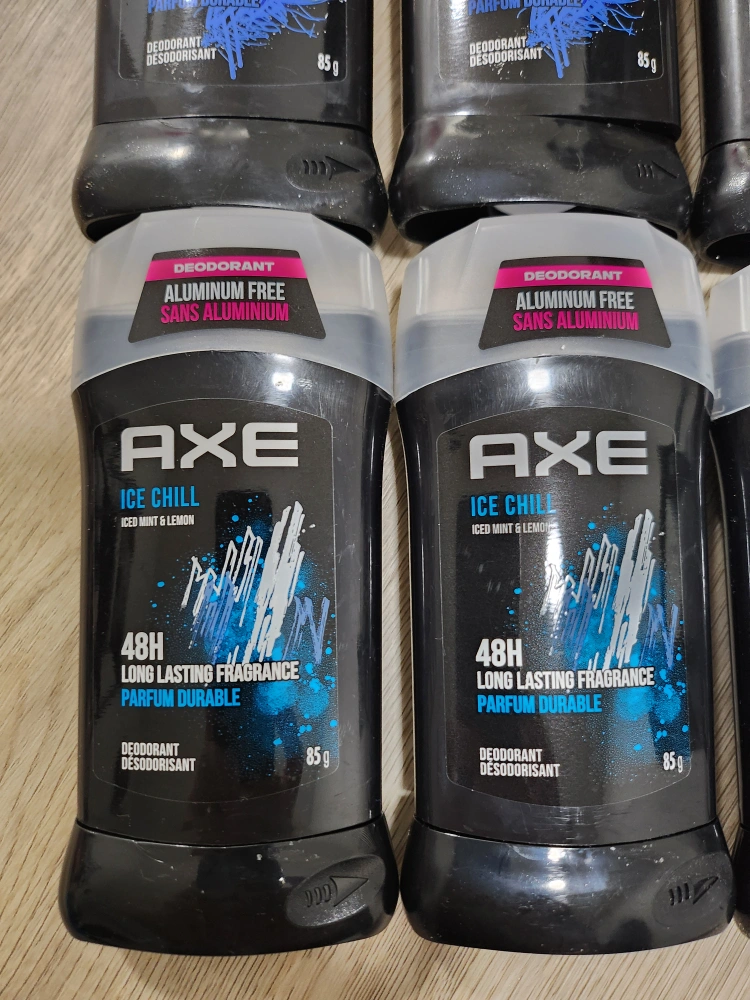 PARFUM DURABLE
DEODORANT
DÉSODORISANT
85 g
PARFUM DURABLE
DEODORANT
DÉSODORISANT
85 g
DEODORANT
ALUMINUM FREE
SANS ALUMINIUM
AXE
ICE CHILL
ICED MINT & LEMON
48H
LONG LASTING FRAGRANCE
PARFUM DURABLE
DEODORANT
DÉSODORISANT
85 g
DEODORANT
ALUMINUM FREE
SANS ALUMINIUM
AXE
ICE CHILL
ICED MINT & LEMON
48H
LONG LASTING FRAGRANCE
PARFUM DURABLE
DEODORANT
DÉSODORISANT
85 g